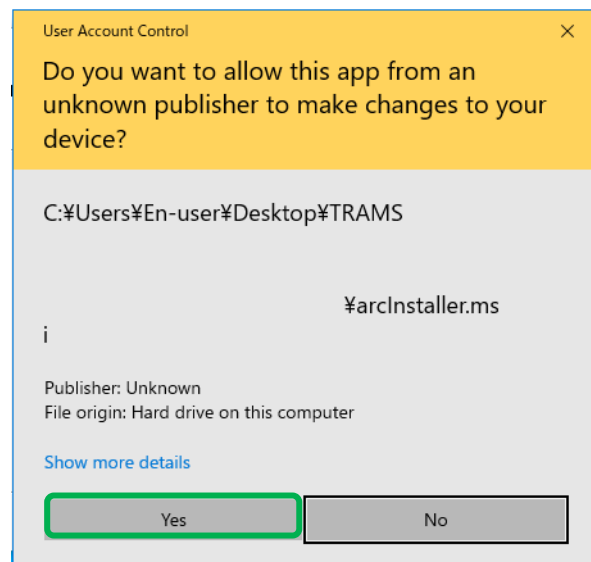 User Account Control
Do you want to allow this app from an
unknown publisher to make changes to your
device?
C:¥Users¥En-user¥Desktop¥TRAMS
¥arcInstaller.ms
i
Publisher: Unknown
File origin: Hard drive on this computer
Show more details
Yes No